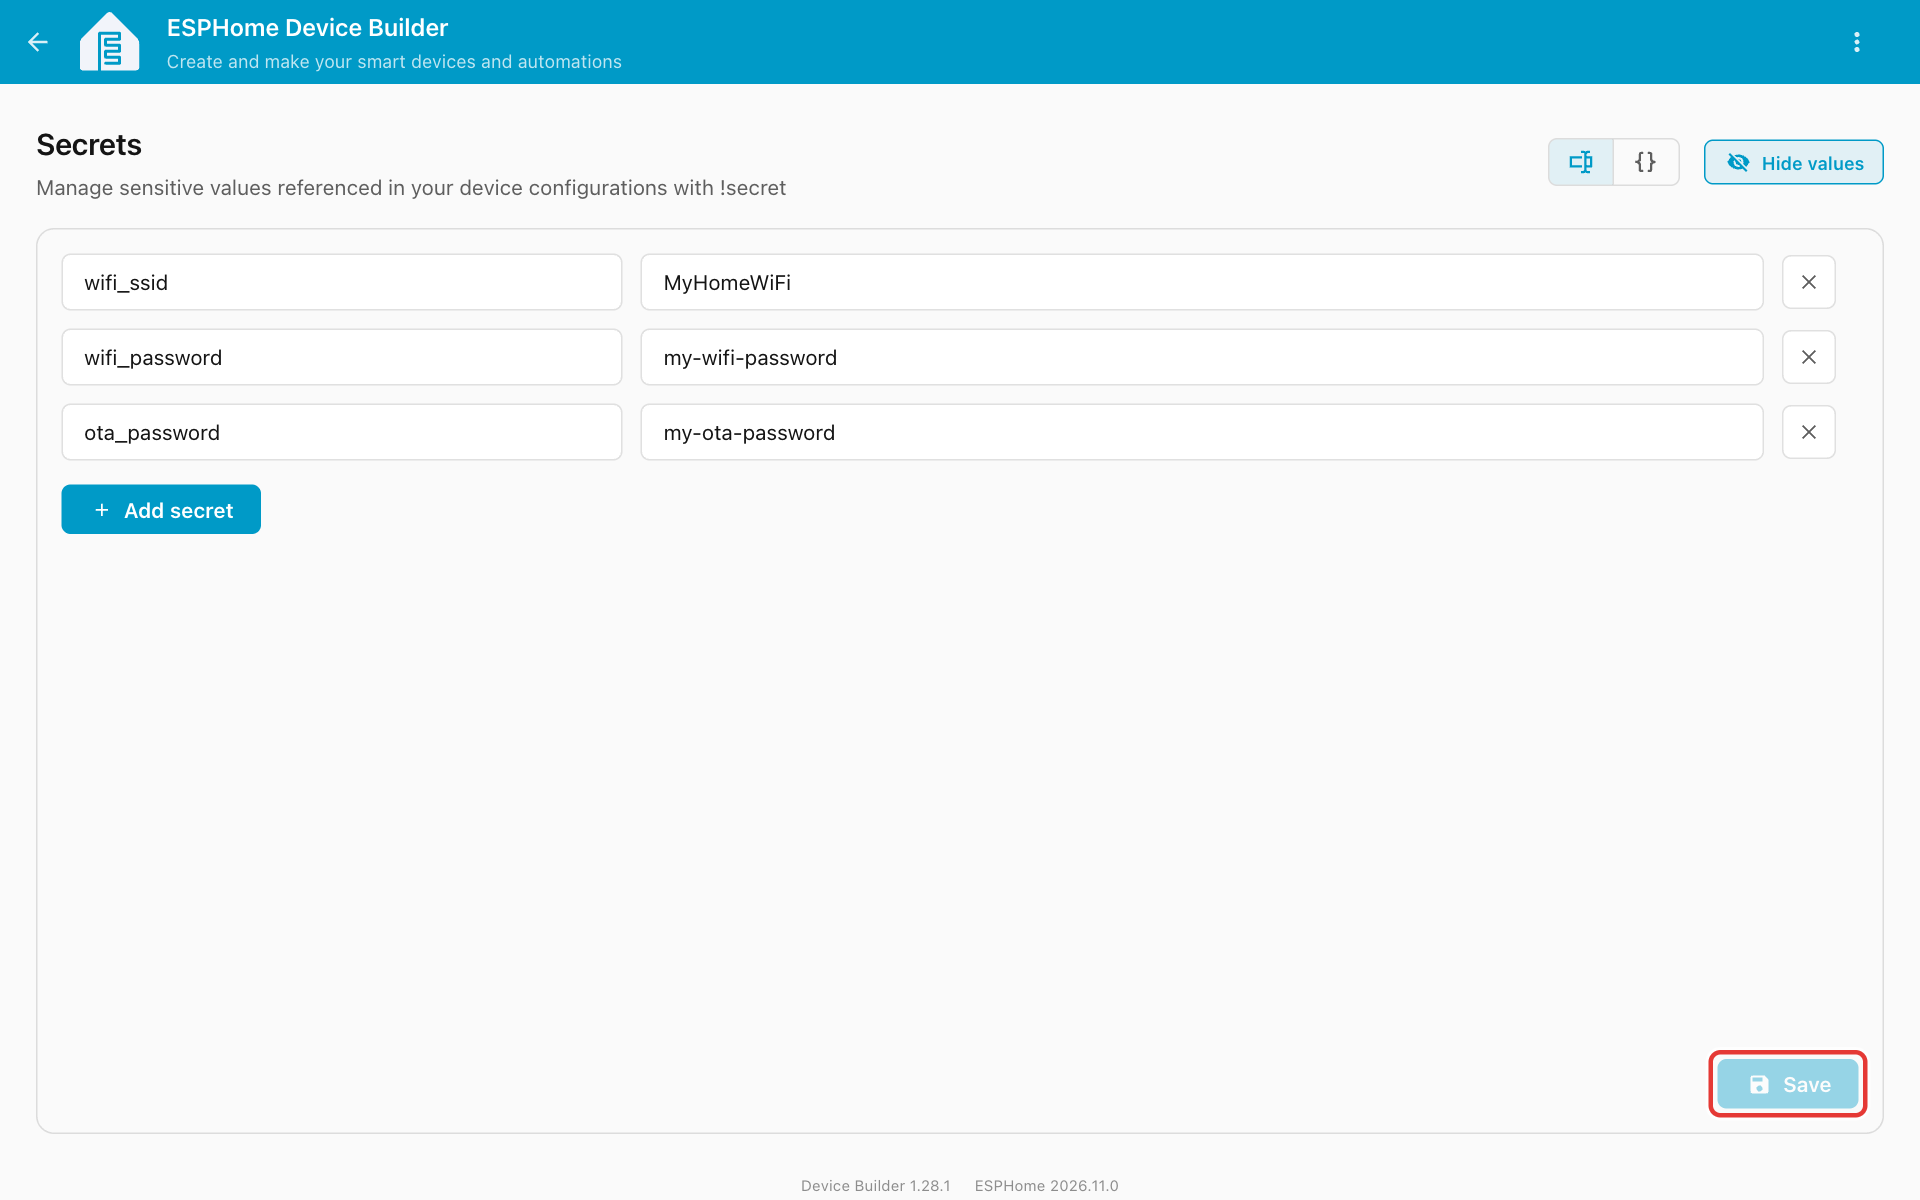 ESPHome Device Builder
Create and make your smart devices and automations
Secrets
Manage sensitive values referenced in your device configurations with !secret
{}
Hide values
wifi_ssid
MyHomeWiFi
wifi_password
my-wifi-password
ota_password
my-ota-password
+ Add secret
Save
Device Builder 1.28.1 ESPHome 2026.11.0